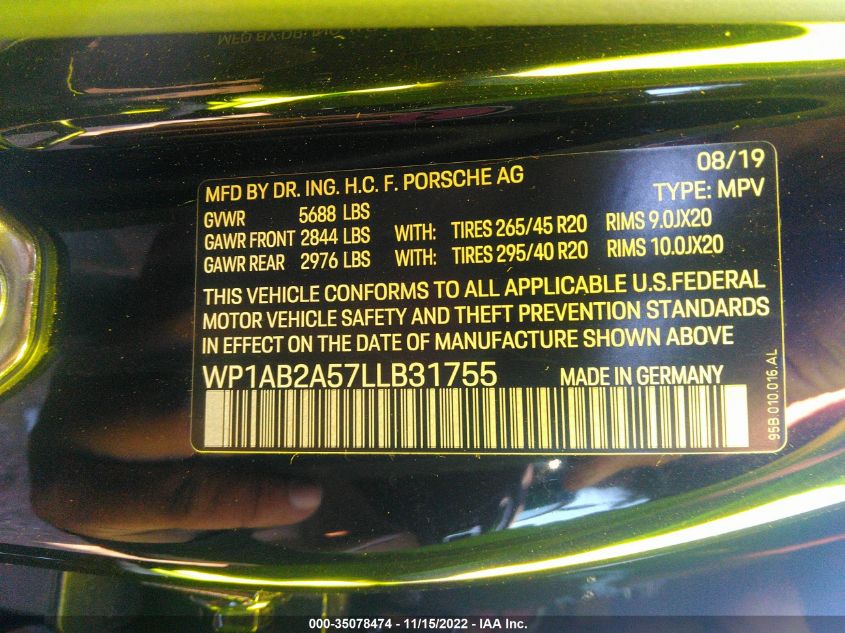 MFD BY DR. ING. H.C. F. PORSCHE AG 08/19
TYPE: MPV
GVWR 5688 LBS
GAWR FRONT 2844 LBS WITH: TIRES 265/45 R20 RIMS 9.0JX20
GAWR REAR 2976 LBS WITH: TIRES 295/40 R20 RIMS 10.0JX20
THIS VEHICLE CONFORMS TO ALL APPLICABLE U.S.FEDERAL
MOTOR VEHICLE SAFETY AND THEFT PREVENTION STANDARDS
IN EFFECT ON THE DATE OF MANUFACTURE SHOWN ABOVE
WP1AB2A57LLB31755 MADE IN GERMANY
95B.010.016.AL
000-35078474 - 11/15/2022 - IAA Inc.